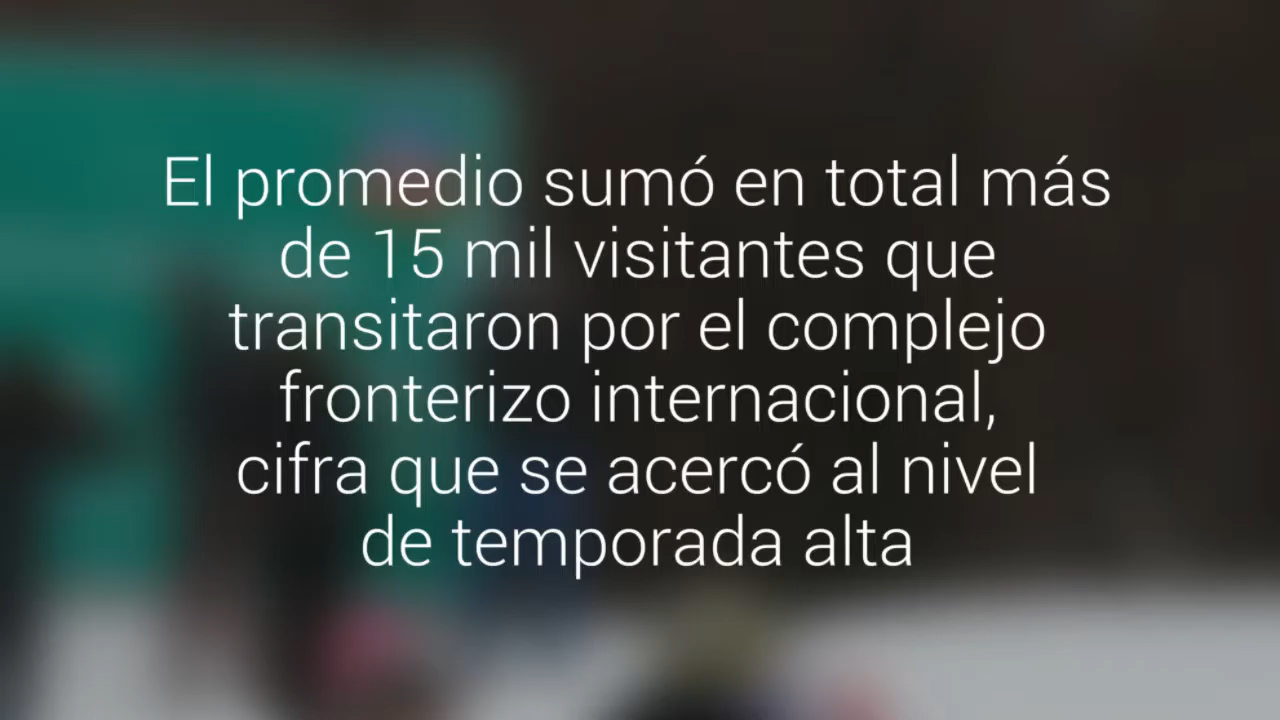 El promedio sumó en total más
de 15 mil visitantes que
transitaron por el complejo
fronterizo internacional,
cifra que se acercó al nivel
de temporada alta